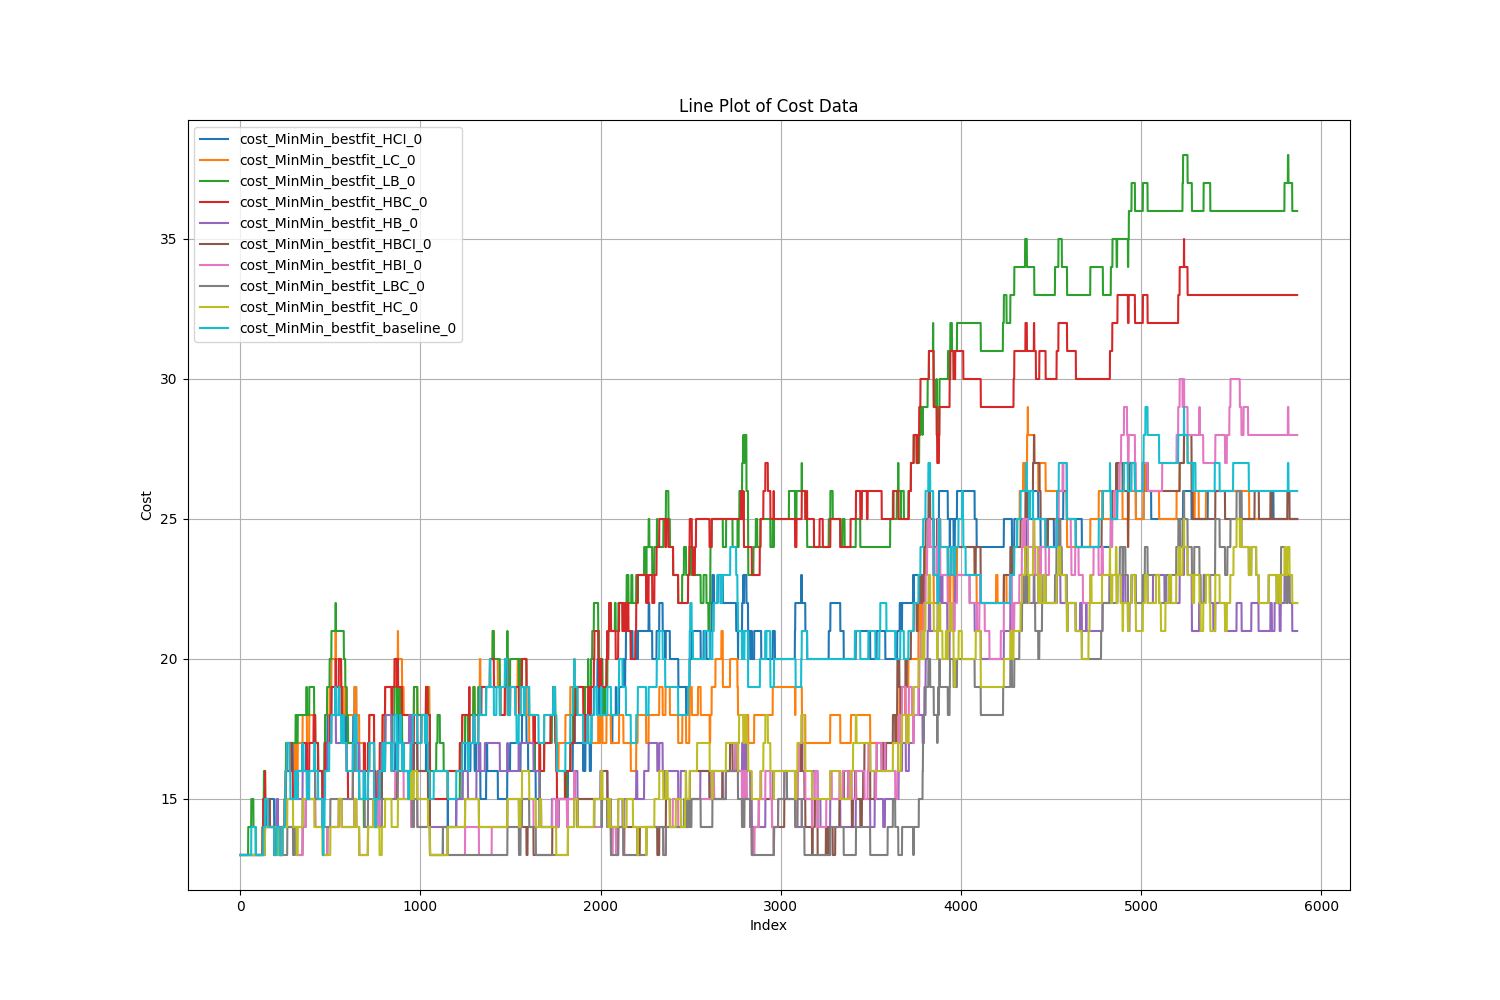 Line Plot of Cost Data
cost_MinMin_bestfit_HCI_0
cost_MinMin_bestfit_LC_0
cost_MinMin_bestfit_LB_0
cost_MinMin_bestfit_HBC_0
cost_MinMin_bestfit_HB_0
cost_MinMin_bestfit_HBCI_0
cost_MinMin_bestfit_HBI_0
cost_MinMin_bestfit_LBC_0
cost_MinMin_bestfit_HC_0
cost_MinMin_bestfit_baseline_0
35
30
Cost
25
20
15
0 1000 2000 3000 4000 5000 6000
Index